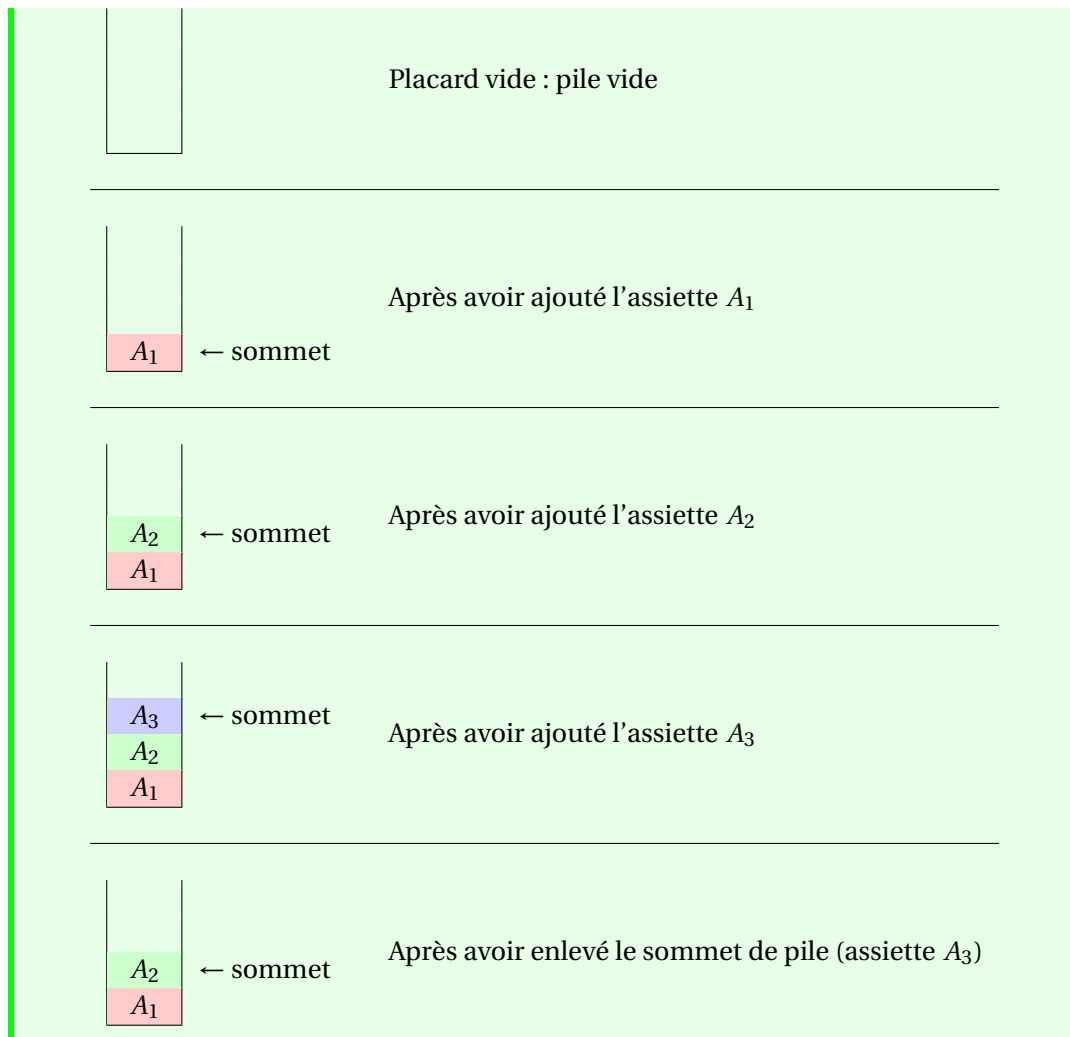 Placard vide : pile vide
Après avoir ajouté l'assiette A1
A1 ← sommet
Après avoir ajouté l'assiette A2
A2 ← sommet
A1
A3 ← sommet
Après avoir ajouté l'assiette A3
A2
A1
Après avoir enlevé le sommet de pile (assiette A3)
A2 ← sommet
A1